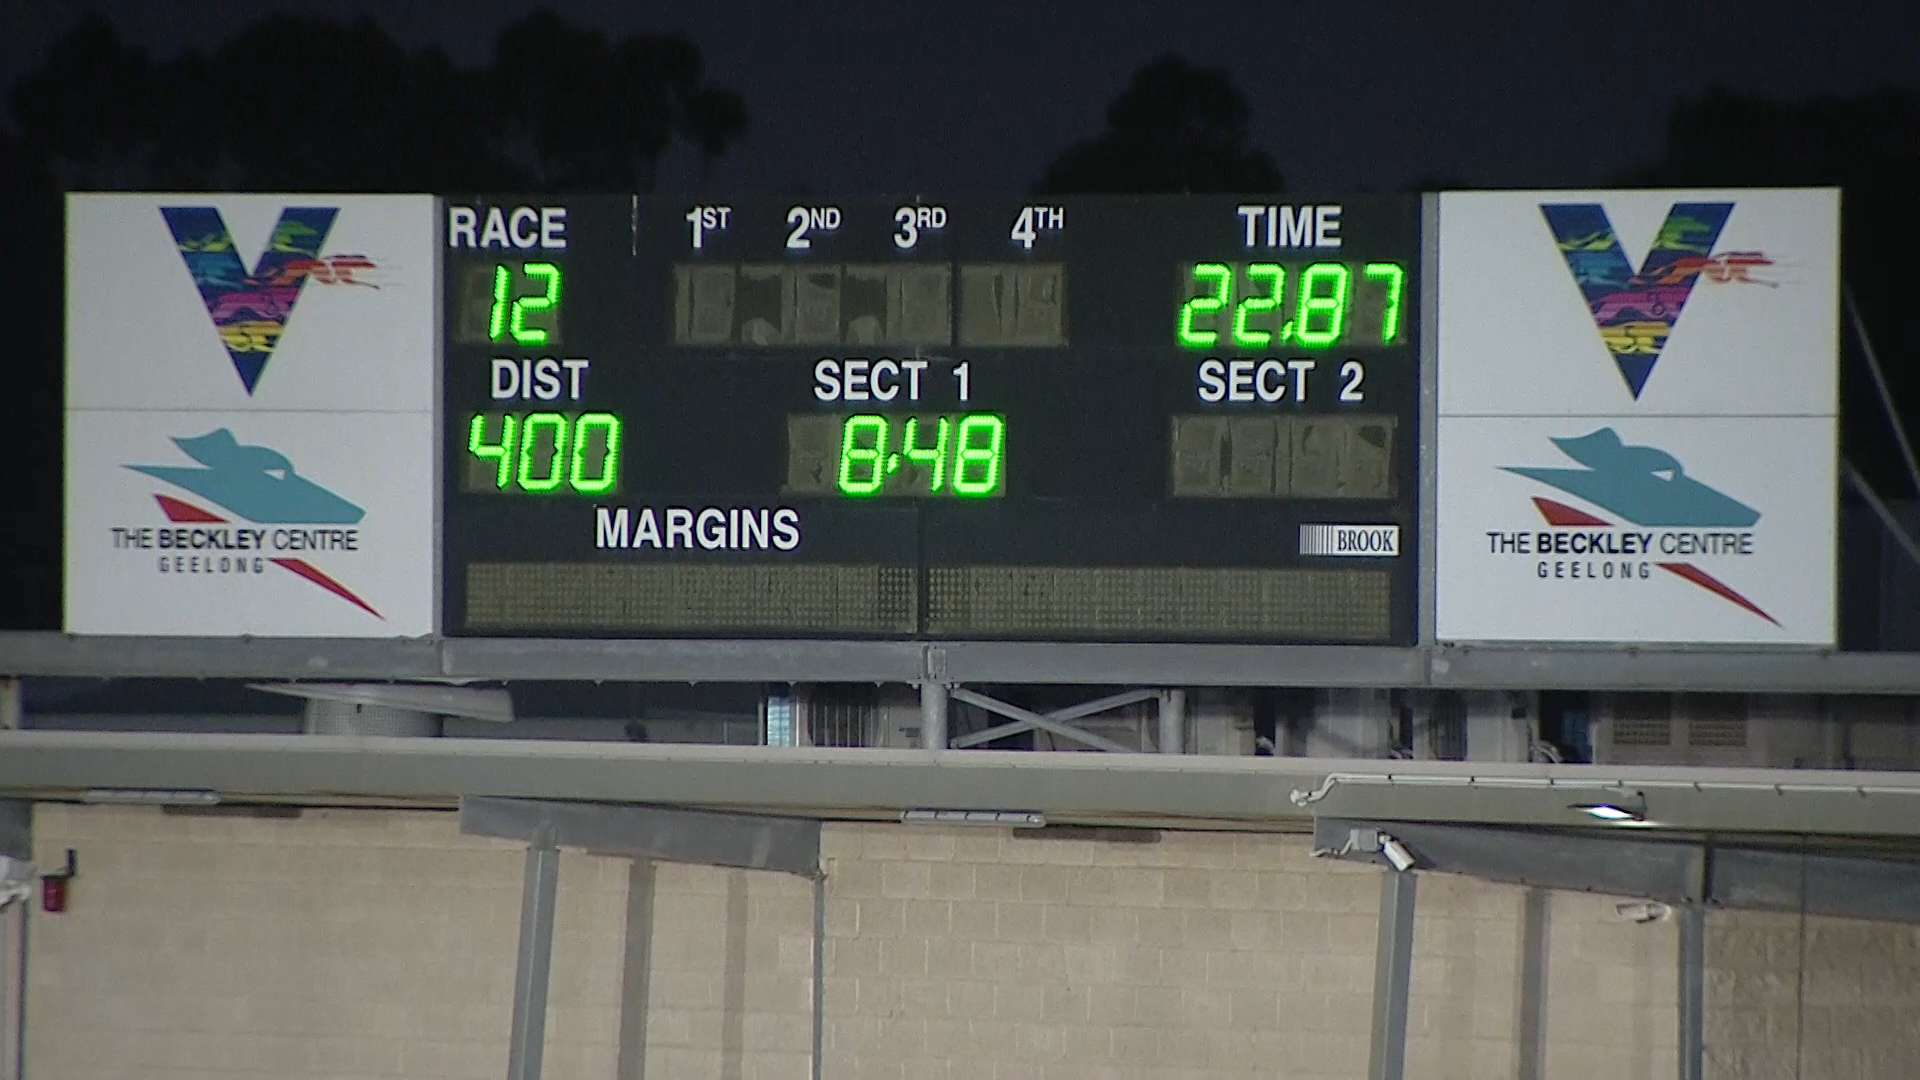 RACE 1ST 2ND 3RD 4TH TIME
12 22.87
DIST SECT 1 SECT 2
400 8.48
MARGINS
BROOK
THE BECKLEY CENTRE
GEELONG
THE BECKLEY CENTRE
GEELONG